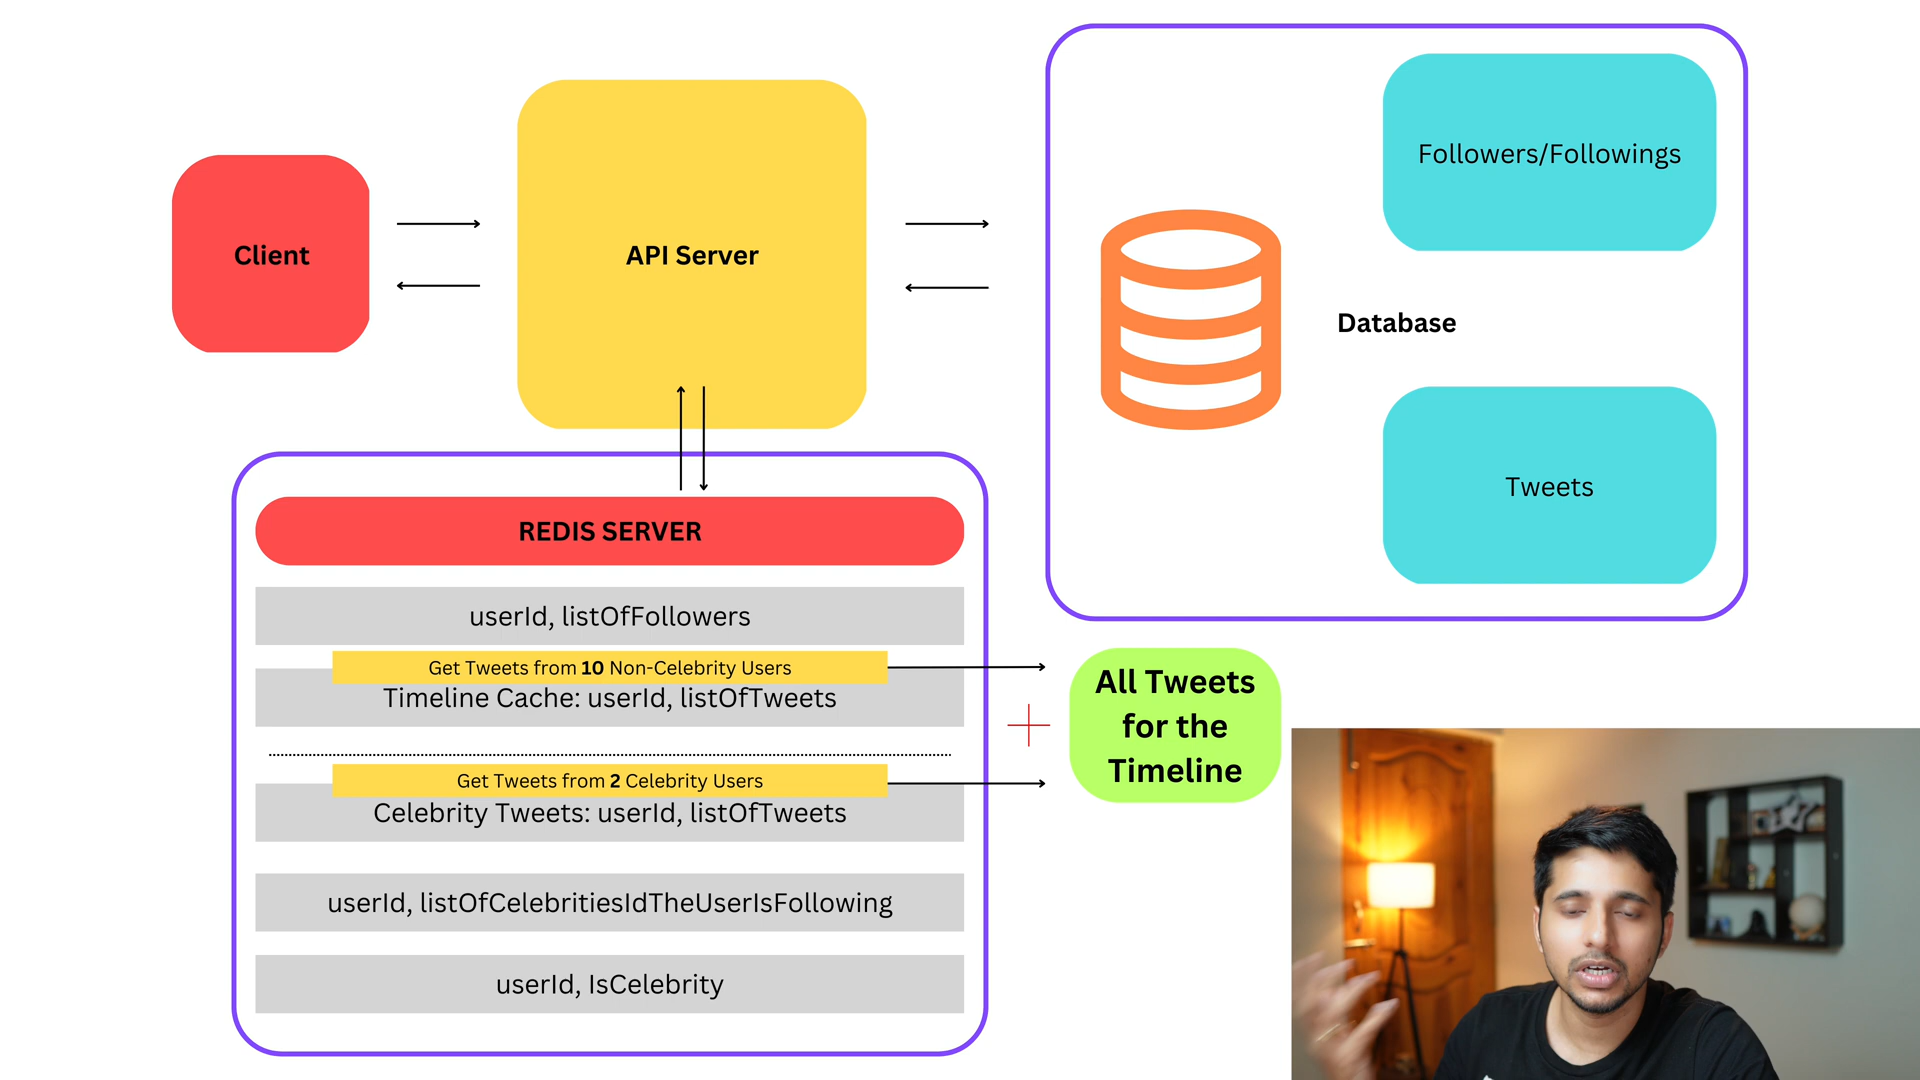 Client
API Server
Followers/Followings
Database
Tweets
REDIS SERVER
userId, listOfFollowers
Get Tweets from 10 Non-Celebrity Users
Timeline Cache: userId, listOfTweets
Get Tweets from 2 Celebrity Users
Celebrity Tweets: userId, listOfTweets
userId, listOfCelebritiesIdTheUserIsFollowing
userId, IsCelebrity
All Tweets
for the
Timeline